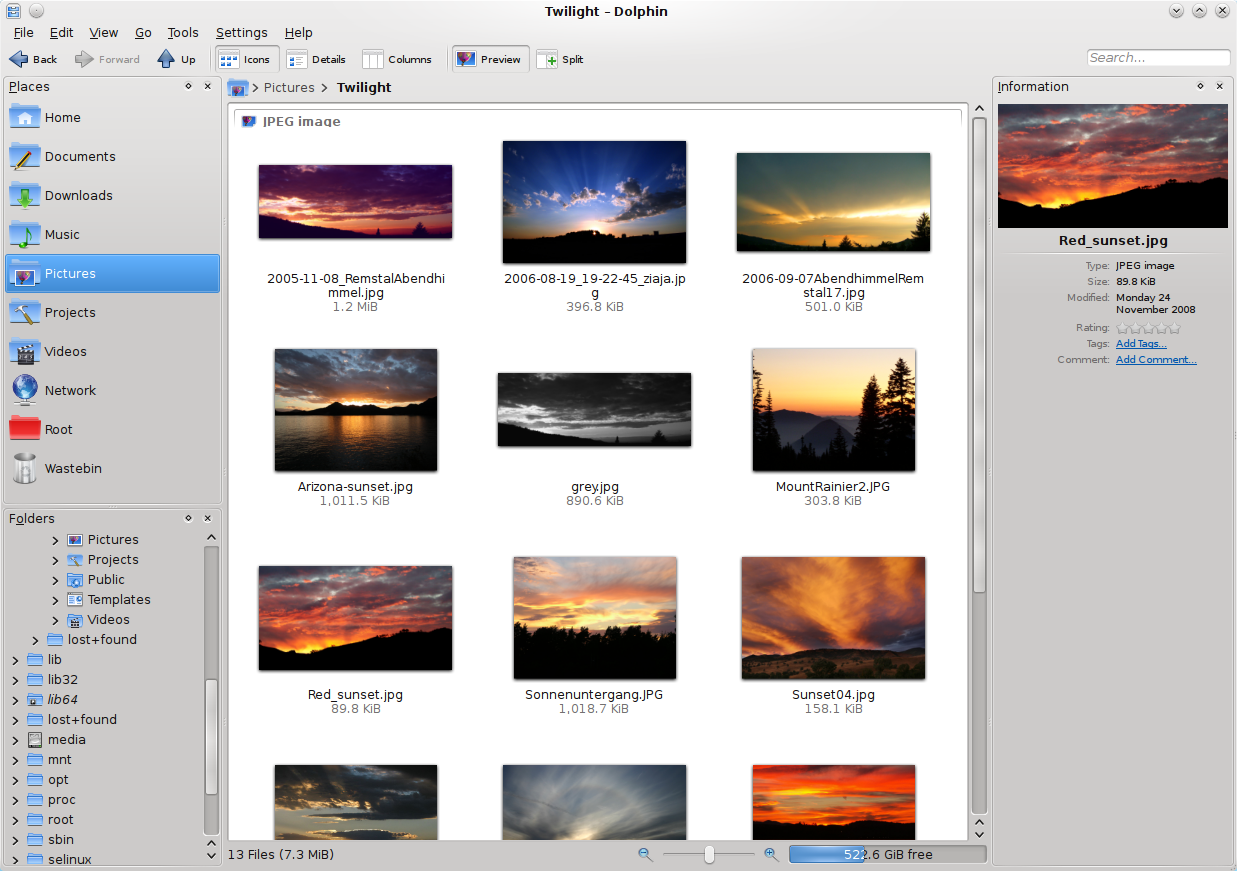 Twilight – Dolphin
File Edit View Go Tools Settings Help
Back Forward Up Icons Details Columns Preview Split Search...
Places
Home
Documents
Downloads
Music
Pictures
Projects
Videos
Network
Root
Wastebin
Folders
Pictures
Projects
Public
Templates
Videos
lost+found
lib
lib32
lib64
lost+found
media
mnt
opt
proc
root
sbin
selinux
Pictures Twilight
JPEG image
2005-11-08_RemstalAbendhi
mmel.jpg
1.2 MiB
2006-08-19_19-22-45_ziaja.jp
g
396.8 KiB
2006-09-07AbendhimmelRem
stal17.jpg
501.0 KiB
Arizona-sunset.jpg
1,011.5 KiB
grey.jpg
890.6 KiB
MountRainier2.JPG
303.8 KiB
Red_sunset.jpg
89.8 KiB
Sonnenuntergang.JPG
1,018.7 KiB
Sunset04.jpg
158.1 KiB
13 Files (7.3 MiB)
522.6 GiB free
Information
Red_sunset.jpg
Type: JPEG image
Size: 89.8 KiB
Modified: Monday 24
November 2008
Rating:
Tags: Add Tags...
Comment: Add Comment...